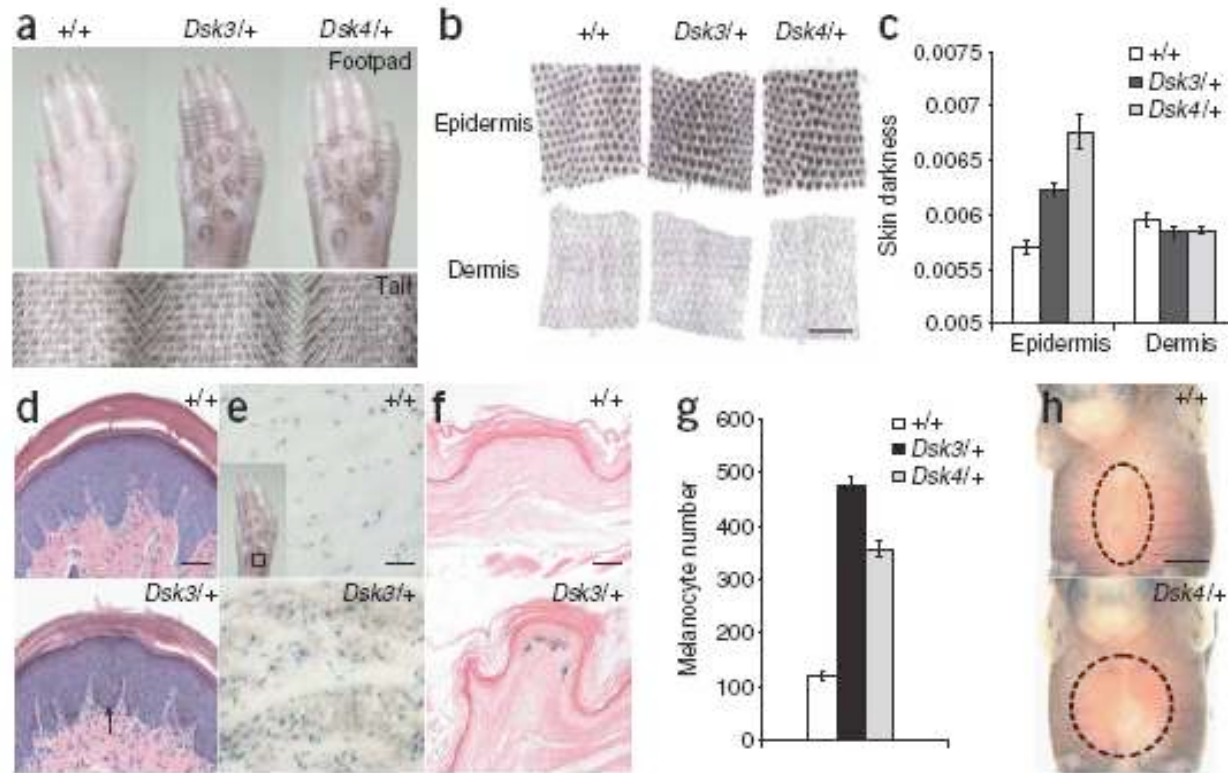 a
+/+ Dsk3/+ Dsk4/+
Footpad
Tail
b
+/+ Dsk3/+ Dsk4/+
Epidermis
Dermis
c
Skin darkness
0.0075
0.007
0.0065
0.006
0.0055
0.005
Epidermis Dermis
+/+
Dsk3/+
Dsk4/+
d
+/+
Dsk3/+
e
+/+
Dsk3/+
f
+/+
Dsk3/+
g
Melanocyte number
600
500
400
300
200
100
0
+/+
Dsk3/+
Dsk4/+
h
+/+
Dsk4/+